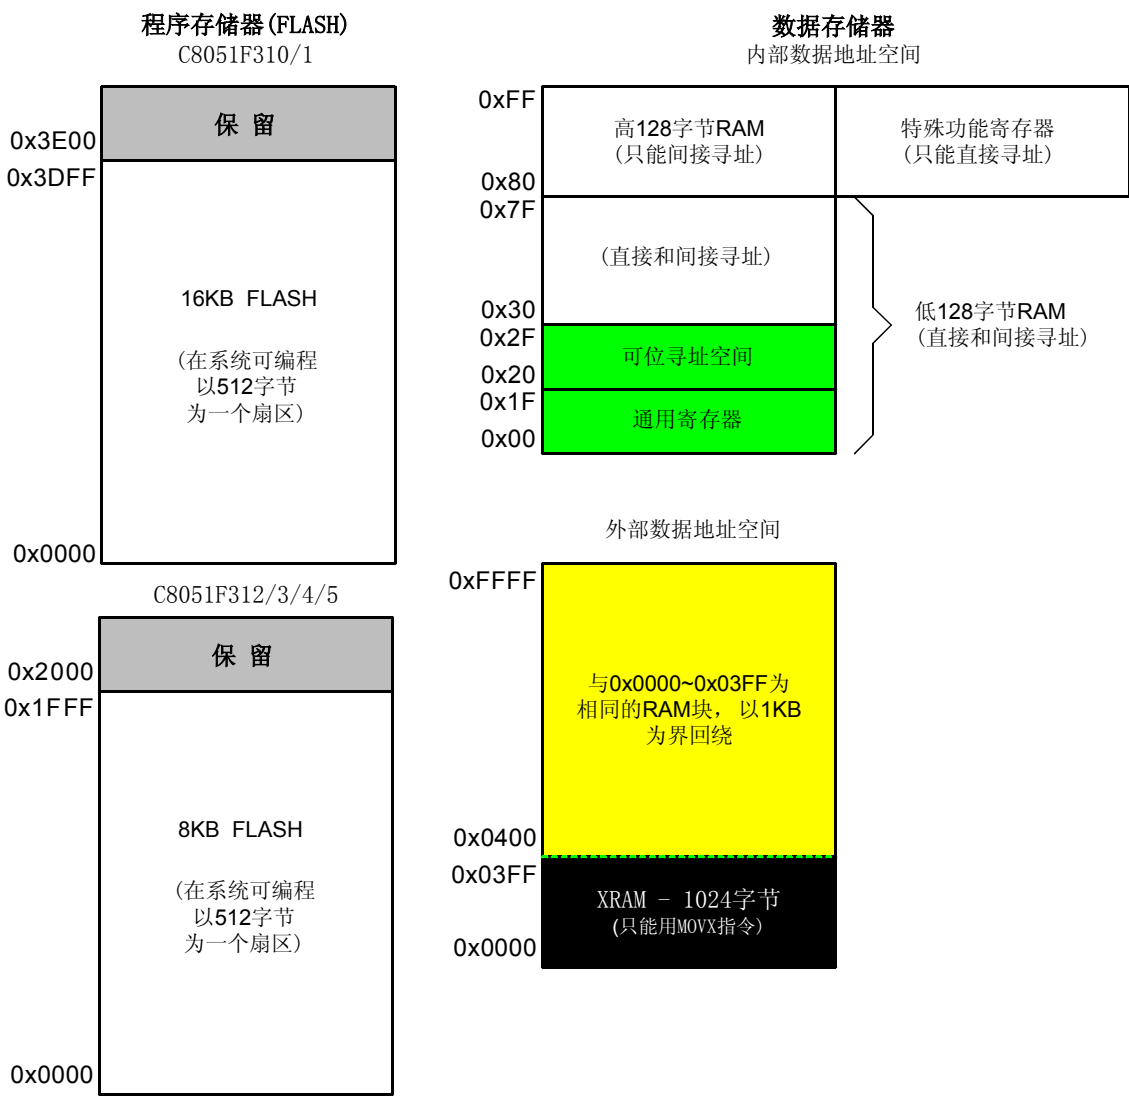 程序存储器(FLASH)
C8051F310/1
保 留
0x3E00
0x3DFF
16KB FLASH
(在系统可编程
以512字节
为一个扇区)
0x0000
C8051F312/3/4/5
保 留
0x2000
0x1FFF
8KB FLASH
(在系统可编程
以512字节
为一个扇区)
0x0000
数据存储器
内部数据地址空间
0xFF
高128字节RAM
(只能间接寻址)
特殊功能寄存器
(只能直接寻址)
0x80
0x7F
(直接和间接寻址)
0x30
0x2F
可位寻址空间
0x20
0x1F
通用寄存器
0x00
低128字节RAM
(直接和间接寻址)
外部数据地址空间
0xFFFF
与0x0000~0x03FF为
相同的RAM块, 以1KB
为界回绕
0x0400
0x03FF
XRAM - 1024字节
(只能用MOVX指令)
0x0000